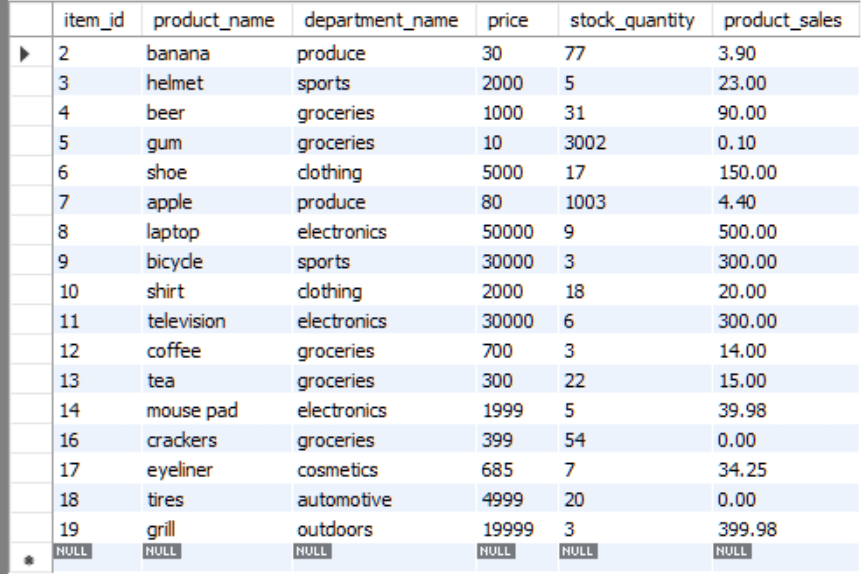 item_id product_name department_name price stock_quantity product_sales
2 banana produce 30 77 3.90
3 helmet sports 2000 5 23.00
4 beer groceries 1000 31 90.00
5 gum groceries 10 3002 0.10
6 shoe clothing 5000 17 150.00
7 apple produce 80 1003 4.40
8 laptop electronics 50000 9 500.00
9 bicycle sports 30000 3 300.00
10 shirt clothing 2000 18 20.00
11 television electronics 30000 6 300.00
12 coffee groceries 700 3 14.00
13 tea groceries 300 22 15.00
14 mouse pad electronics 1999 5 39.98
16 crackers groceries 399 54 0.00
17 eyeliner cosmetics 685 7 34.25
18 tires automotive 4999 20 0.00
19 grill outdoors 19999 3 399.98
NULL NULL NULL NULL NULL NULL